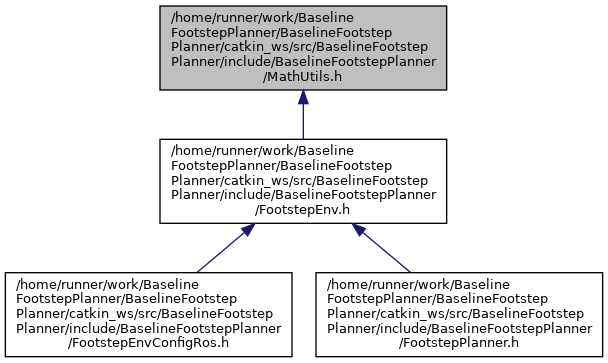 /home/runner/work/Baseline
FootstepPlanner/BaselineFootstep
Planner/catkin_ws/src/BaselineFootstep
Planner/include/BaselineFootstepPlanner
/MathUtils.h
/home/runner/work/Baseline
FootstepPlanner/BaselineFootstep
Planner/catkin_ws/src/BaselineFootstep
Planner/include/BaselineFootstepPlanner
/FootstepEnv.h
/home/runner/work/Baseline
FootstepPlanner/BaselineFootstep
Planner/catkin_ws/src/BaselineFootstep
Planner/include/BaselineFootstepPlanner
/FootstepEnvConfigRos.h
/home/runner/work/Baseline
FootstepPlanner/BaselineFootstep
Planner/catkin_ws/src/BaselineFootstep
Planner/include/BaselineFootstepPlanner
/FootstepPlanner.h